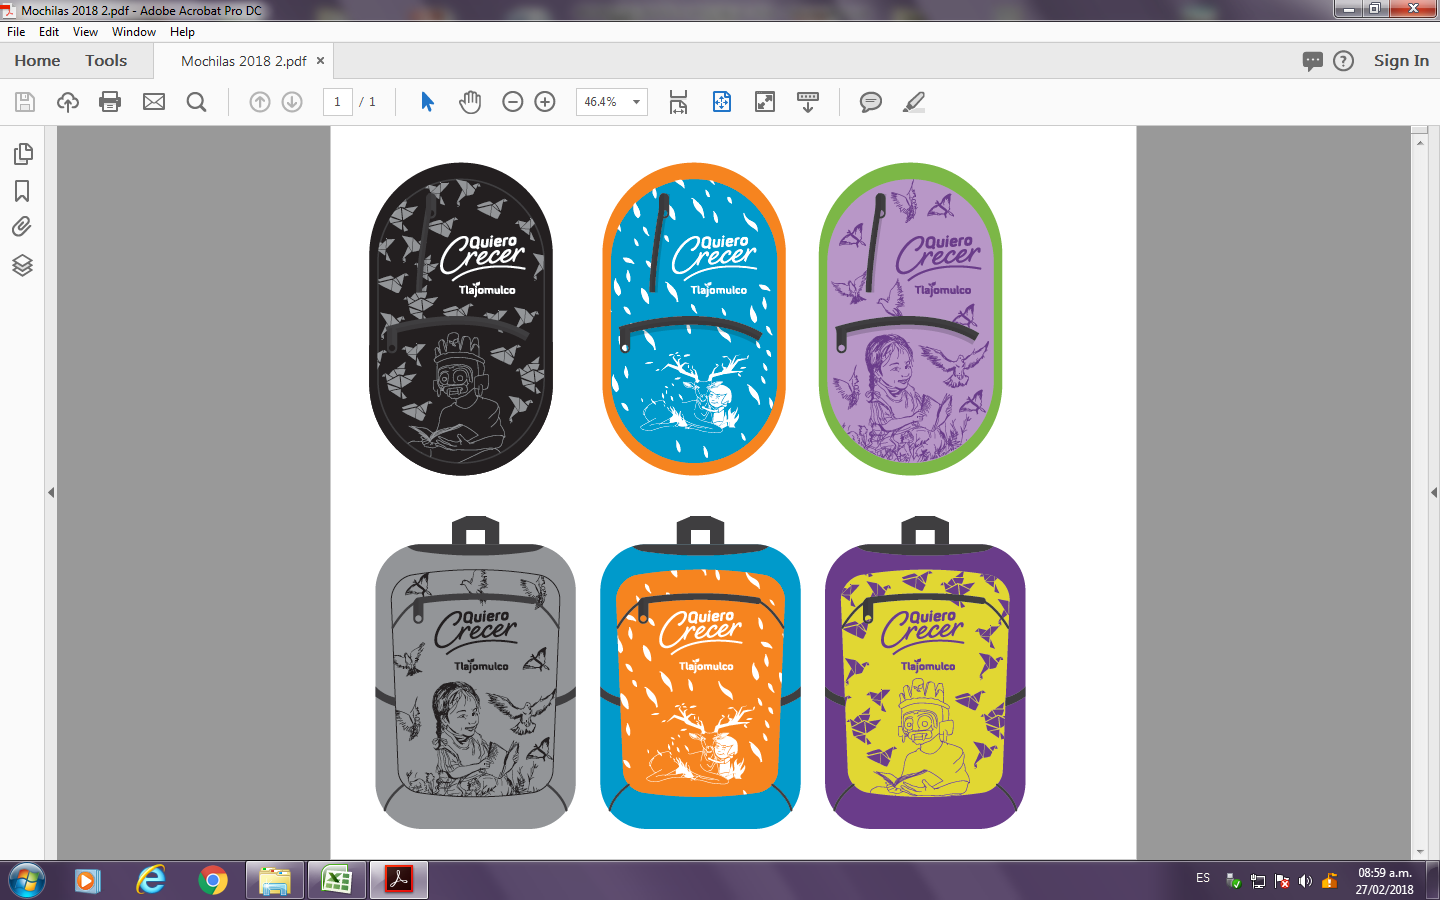 Mochilas 2018 2.pdf - Adobe Acrobat Pro DC
File Edit View Window Help
Home Tools Mochilas 2018 2.pdf × Sign In
1 / 1 46.4%
Quiero
Crecer
Tlajomulco
Quiero
Crecer
Tlajomulco
Quiero
Crecer
Tlajomulco
Quiero
Crecer
Tlajomulco
Quiero
Crecer
Tlajomulco
Quiero
Crecer
Tlajomulco
ES
08:59 a.m.
27/02/2018